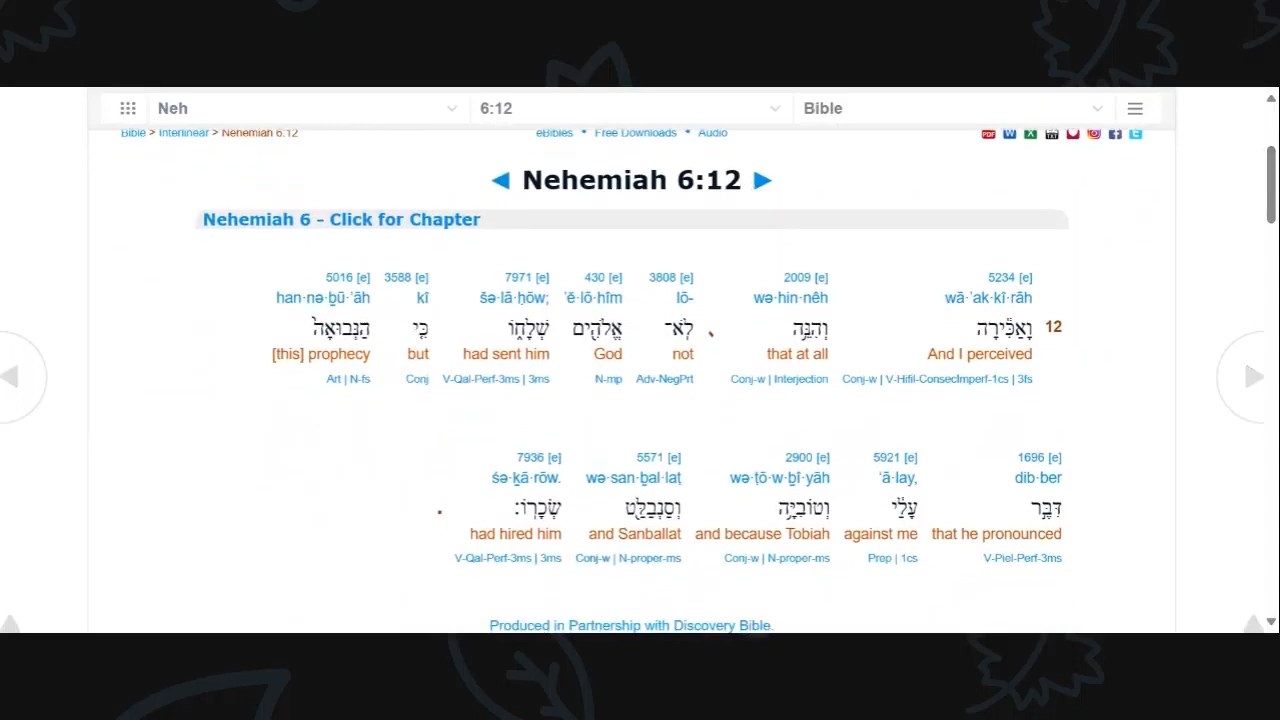 Neh 6:12 Bible
Bible > Interlinear > Nehemiah 6:12 eBibles • Free Downloads • Audio
◄ Nehemiah 6:12 ►
Nehemiah 6 - Click for Chapter
5016 [e] 3588 [e] 7971 [e] 430 [e] 3808 [e] 2009 [e] 5234 [e]
han·nə·ḇū·’āh kî šə·lā·ḥōw; ’ĕ·lō·hîm lō- wə·hin·nêh wā·’ak·kî·rāh
12 וָאַכִּ֕ירָה וְהִנֵּ֥ה ، לֹֽא־ אֱלֹהִ֖ים שְׁלָח֑וֹ כִּ֤י הַנְּבוּאָה֙
[this] prophecy but had sent him God not that at all And I perceived
Art | N-fs Conj V-Qal-Perf-3ms | 3ms N-mp Adv-NegPrt Conj-w | Interjection Conj-w | V-Hifil-ConsecImperf-1cs | 3fs
7936 [e] 5571 [e] 2900 [e] 5921 [e] 1696 [e]
śə·ḵā·rōw. wə·san·ḇal·laṭ wə·ṭō·w·ḇî·yāh ‘ā·lay, dib·ber
דִּבֶּ֣ר עָלַ֔י וְטוֹבִיָּ֥ה וְסַנְבַלַּ֖ט שְׂכָרֽוֹ׃ .
had hired him and Sanballat and because Tobiah against me that he pronounced
V-Qal-Perf-3ms | 3ms Conj-w | N-proper-ms Conj-w | N-proper-ms Prep | 1cs V-Piel-Perf-3ms
Produced in Partnership with Discovery Bible.